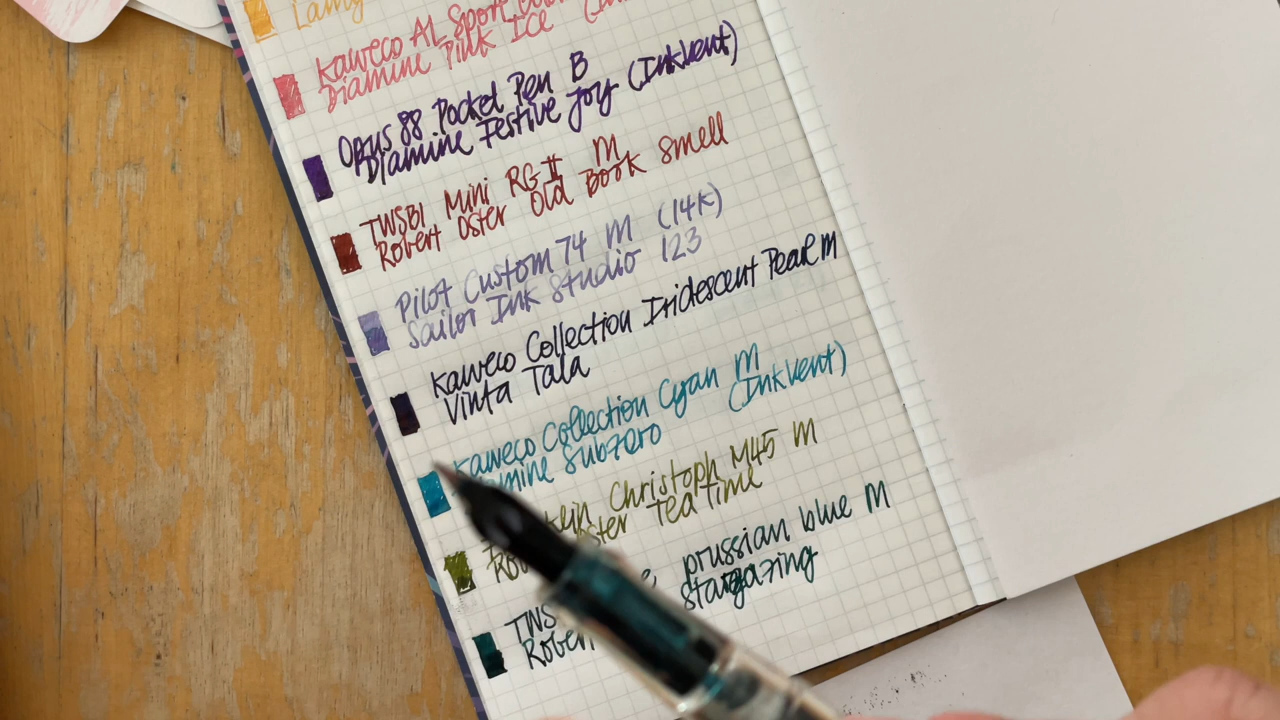 Lamy
Kaweco AL Sport
Diamine Pink Ice
Opus 88 Pocket Pen B
Diamine Festive Joy (Inkvent)
TWSBI Mini RG II M
Robert Oster Old Book Smell
Pilot Custom 74 M (14K)
Sailor Ink Studio 123
Kaweco Collection Iridescent Pearl M
Vinta Tala
Kaweco Collection Cyan M
Diamine Subzero (Inkvent)
Christoph M45 M
Tea Time
TWS prussian blue M
Robert stargazing